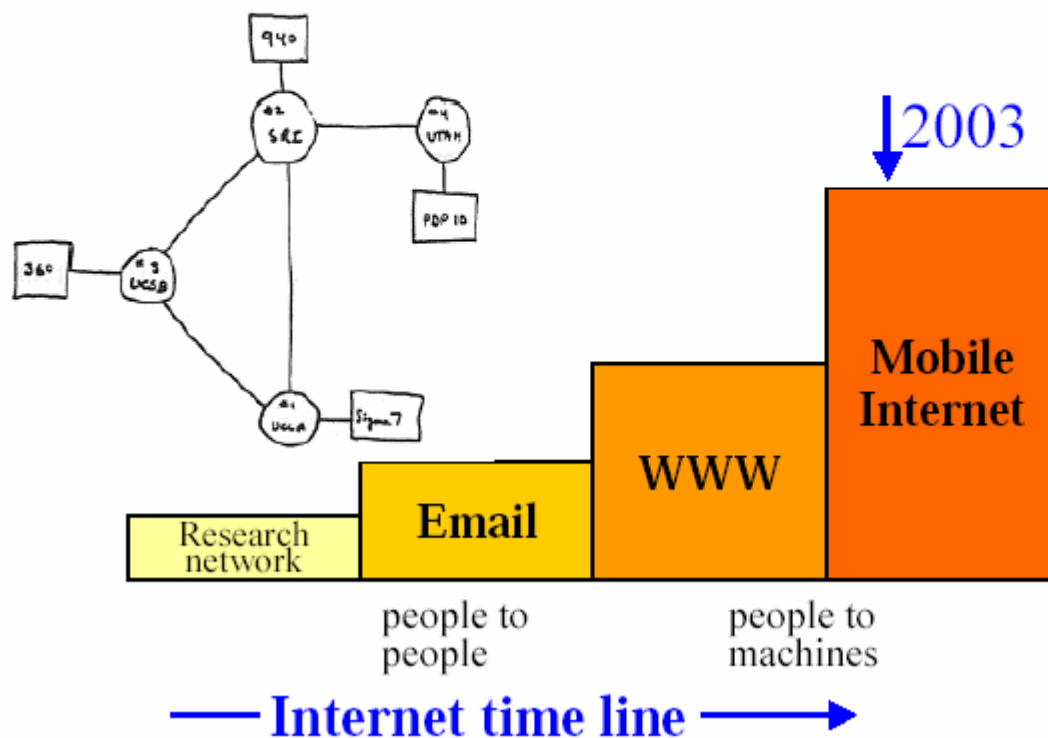 940
#2
SRI
#4
UTAH
PDP 10
360
#3
UCSB
#1
UCLA
Sigma 7
2003
Mobile
Internet
WWW
Email
Research
network
people to
people
people to
machines
Internet time line